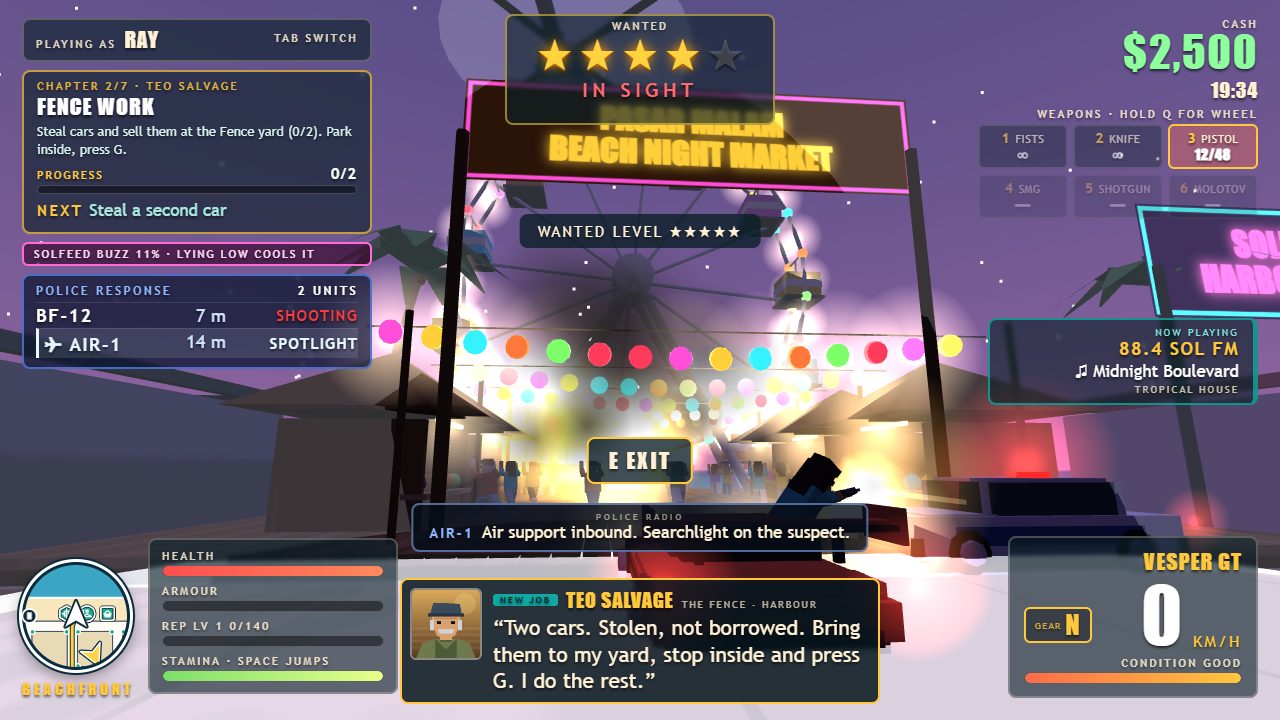 PLAYING AS RAY TAB SWITCH
CHAPTER 2/7 · TEO SALVAGE
FENCE WORK
Steal cars and sell them at the Fence yard (0/2). Park
inside, press G.
PROGRESS 0/2
NEXT Steal a second car
SOLFEED BUZZ 11% · LYING LOW COOLS IT
POLICE RESPONSE 2 UNITS
BF-12 7 m SHOOTING
AIR-1 14 m SPOTLIGHT
WANTED
IN SIGHT
PASAR MALAM
BEACH NIGHT MARKET
WANTED LEVEL ★★★★★
CASH
$2,500
19:34
WEAPONS · HOLD Q FOR WHEEL
1 FISTS ∞
2 KNIFE ∞
3 PISTOL 12/48
4 SMG —
5 SHOTGUN —
6 MOLOTOV —
NOW PLAYING
88.4 SOL FM
♫ Midnight Boulevard
TROPICAL HOUSE
E EXIT
POLICE RADIO
AIR-1 Air support inbound. Searchlight on the suspect.
NEW JOB TEO SALVAGE THE FENCE · HARBOUR
“Two cars. Stolen, not borrowed. Bring
them to my yard, stop inside and press
G. I do the rest.”
BEACHFRONT
HEALTH
ARMOUR
REP LV 1 0/140
STAMINA · SPACE JUMPS
VESPER GT
GEAR N
0 KM/H
CONDITION GOOD